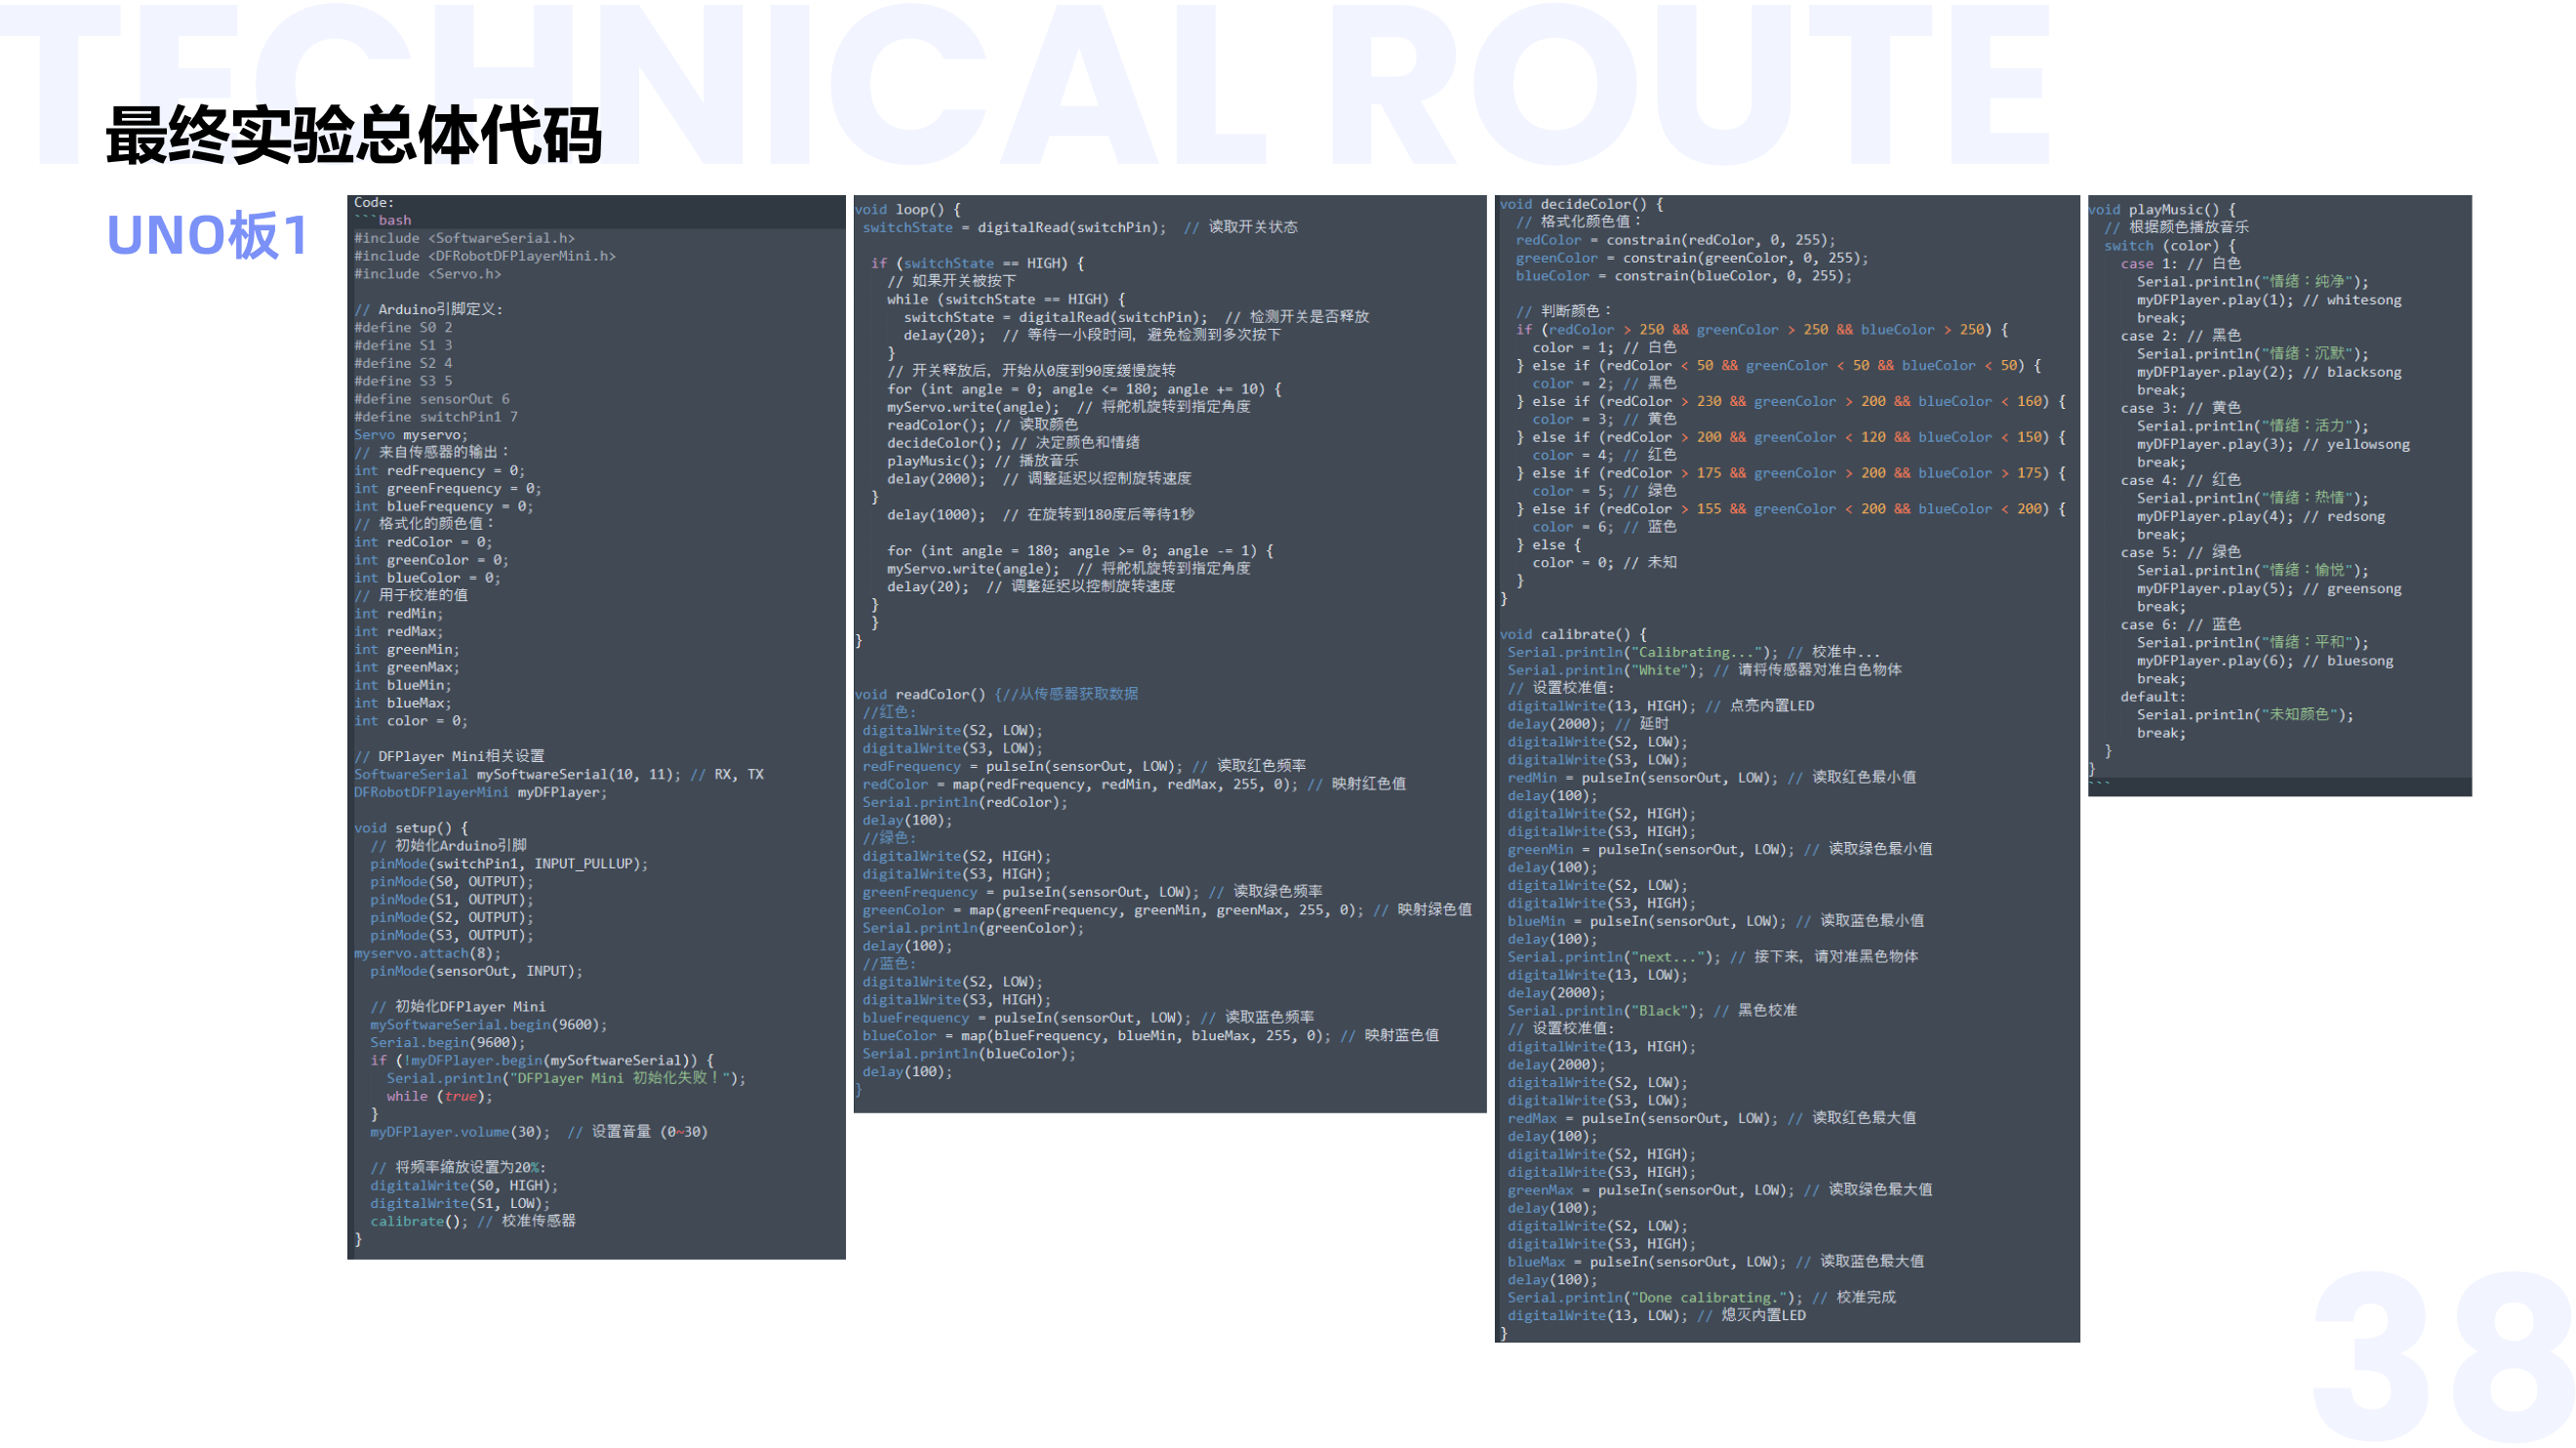 TECHNICAL ROUTE
最终实验总体代码
UNO板1
Code:
```bash
#include <SoftwareSerial.h>
#include <DFRobotDFPlayerMini.h>
#include <Servo.h>
// Arduino引脚定义:
#define S0 2
#define S1 3
#define S2 4
#define S3 5
#define sensorOut 6
#define switchPin1 7
Servo myservo;
// 来自传感器的输出：
int redFrequency = 0;
int greenFrequency = 0;
int blueFrequency = 0;
// 格式化的颜色值：
int redColor = 0;
int greenColor = 0;
int blueColor = 0;
// 用于校准的值
int redMin;
int redMax;
int greenMin;
int greenMax;
int blueMin;
int blueMax;
int color = 0;
// DFPlayer Mini相关设置
SoftwareSerial mySoftwareSerial(10, 11); // RX, TX
DFRobotDFPlayerMini myDFPlayer;
void setup() {
// 初始化Arduino引脚
pinMode(switchPin1, INPUT_PULLUP);
pinMode(S0, OUTPUT);
pinMode(S1, OUTPUT);
pinMode(S2, OUTPUT);
pinMode(S3, OUTPUT);
myservo.attach(8);
pinMode(sensorOut, INPUT);
// 初始化DFPlayer Mini
mySoftwareSerial.begin(9600);
Serial.begin(9600);
if (!myDFPlayer.begin(mySoftwareSerial)) {
Serial.println("DFPlayer Mini 初始化失败！");
while (true);
}
myDFPlayer.volume(30);  // 设置音量 (0~30)
// 将频率缩放设置为20%:
digitalWrite(S0, HIGH);
digitalWrite(S1, LOW);
calibrate(); // 校准传感器
}
void loop() {
switchState = digitalRead(switchPin);  // 读取开关状态
if (switchState == HIGH) {
// 如果开关被按下
while (switchState == HIGH) {
switchState = digitalRead(switchPin);  // 检测开关是否释放
delay(20);  // 等待一小段时间，避免检测到多次按下
}
// 开关释放后，开始从0度到90度缓慢旋转
for (int angle = 0; angle <= 180; angle += 10) {
myServo.write(angle);  // 将舵机旋转到指定角度
readColor(); // 读取颜色
decideColor(); // 决定颜色和情绪
playMusic(); // 播放音乐
delay(2000);  // 调整延迟以控制旋转速度
}
delay(1000);  // 在旋转到180度后等待1秒
for (int angle = 180; angle >= 0; angle -= 1) {
myServo.write(angle);  // 将舵机旋转到指定角度
delay(20);  // 调整延迟以控制旋转速度
}
}
}
void readColor() {//从传感器获取数据
//红色:
digitalWrite(S2, LOW);
digitalWrite(S3, LOW);
redFrequency = pulseIn(sensorOut, LOW); // 读取红色频率
redColor = map(redFrequency, redMin, redMax, 255, 0); // 映射红色值
Serial.println(redColor);
delay(100);
//绿色:
digitalWrite(S2, HIGH);
digitalWrite(S3, HIGH);
greenFrequency = pulseIn(sensorOut, LOW); // 读取绿色频率
greenColor = map(greenFrequency, greenMin, greenMax, 255, 0); // 映射绿色值
Serial.println(greenColor);
delay(100);
//蓝色:
digitalWrite(S2, LOW);
digitalWrite(S3, HIGH);
blueFrequency = pulseIn(sensorOut, LOW); // 读取蓝色频率
blueColor = map(blueFrequency, blueMin, blueMax, 255, 0); // 映射蓝色值
Serial.println(blueColor);
delay(100);
}
void decideColor() {
// 格式化颜色值：
redColor = constrain(redColor, 0, 255);
greenColor = constrain(greenColor, 0, 255);
blueColor = constrain(blueColor, 0, 255);
// 判断颜色：
if (redColor > 250 && greenColor > 250 && blueColor > 250) {
color = 1; // 白色
} else if (redColor < 50 && greenColor < 50 && blueColor < 50) {
color = 2; // 黑色
} else if (redColor > 230 && greenColor > 200 && blueColor < 160) {
color = 3; // 黄色
} else if (redColor > 200 && greenColor < 120 && blueColor < 150) {
color = 4; // 红色
} else if (redColor > 175 && greenColor > 200 && blueColor > 175) {
color = 5; // 绿色
} else if (redColor > 155 && greenColor < 200 && blueColor < 200) {
color = 6; // 蓝色
} else {
color = 0; // 未知
}
}
void calibrate() {
Serial.println("Calibrating..."); // 校准中...
Serial.println("White"); // 请将传感器对准白色物体
// 设置校准值:
digitalWrite(13, HIGH); // 点亮内置LED
delay(2000); // 延时
digitalWrite(S2, LOW);
digitalWrite(S3, LOW);
redMin = pulseIn(sensorOut, LOW); // 读取红色最小值
delay(100);
digitalWrite(S2, HIGH);
digitalWrite(S3, HIGH);
greenMin = pulseIn(sensorOut, LOW); // 读取绿色最小值
delay(100);
digitalWrite(S2, LOW);
digitalWrite(S3, HIGH);
blueMin = pulseIn(sensorOut, LOW); // 读取蓝色最小值
delay(100);
Serial.println("next..."); // 接下来，请对准黑色物体
digitalWrite(13, LOW);
delay(2000);
Serial.println("Black"); // 黑色校准
// 设置校准值:
digitalWrite(13, HIGH);
delay(2000);
digitalWrite(S2, LOW);
digitalWrite(S3, LOW);
redMax = pulseIn(sensorOut, LOW); // 读取红色最大值
delay(100);
digitalWrite(S2, HIGH);
digitalWrite(S3, HIGH);
greenMax = pulseIn(sensorOut, LOW); // 读取绿色最大值
delay(100);
digitalWrite(S2, LOW);
digitalWrite(S3, HIGH);
blueMax = pulseIn(sensorOut, LOW); // 读取蓝色最大值
delay(100);
Serial.println("Done calibrating."); // 校准完成
digitalWrite(13, LOW); // 熄灭内置LED
}
void playMusic() {
// 根据颜色播放音乐
switch (color) {
case 1: // 白色
Serial.println("情绪：纯净");
myDFPlayer.play(1); // whitesong
break;
case 2: // 黑色
Serial.println("情绪：沉默");
myDFPlayer.play(2); // blacksong
break;
case 3: // 黄色
Serial.println("情绪：活力");
myDFPlayer.play(3); // yellowsong
break;
case 4: // 红色
Serial.println("情绪：热情");
myDFPlayer.play(4); // redsong
break;
case 5: // 绿色
Serial.println("情绪：愉悦");
myDFPlayer.play(5); // greensong
break;
case 6: // 蓝色
Serial.println("情绪：平和");
myDFPlayer.play(6); // bluesong
break;
default:
Serial.println("未知颜色");
break;
}
}
```
38